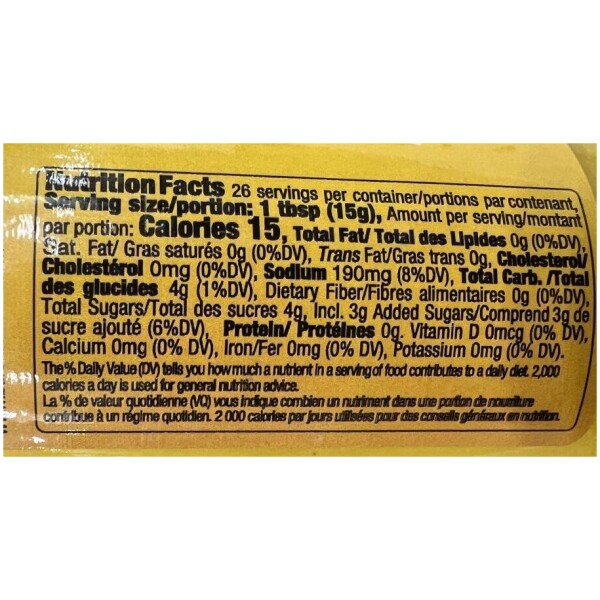 Nutrition Facts 26 servings per container/portions par contenant,
Serving size/portion: 1 tbsp (15g), Amount per serving/montant
par portion: Calories 15, Total Fat/ Total des Lipides 0g (0%DV),
Sat. Fat/ Gras saturés 0g (0%DV), Trans Fat/Gras trans 0g, Cholesterol/
Cholestérol 0mg (0%DV), Sodium 190mg (8%DV), Total Carb. /Total
des glucides 4g (1%DV), Dietary Fiber/Fibres alimentaires 0g (0%DV),
Total Sugars/Total des sucres 4g, Incl. 3g Added Sugars/Comprend 3g de
sucre ajouté (6%DV), Protein/ Protéines 0g. Vitamin D 0mcg (0% DV),
Calcium 0mg (0% DV), Iron/Fer 0mg (0% DV), Potassium 0mg (0% DV).
The % Daily Value (DV) tells you how much a nutrient in a serving of food contributes to a daily diet. 2,000
calories a day is used for general nutrition advice.
La % de valeur quotidienne (VQ) vous indique combien un nutriment dans une portion de nourriture
contribue à un régime quotidien. 2 000 calories par jours utilisées pour des conseils généraux en nutrition.